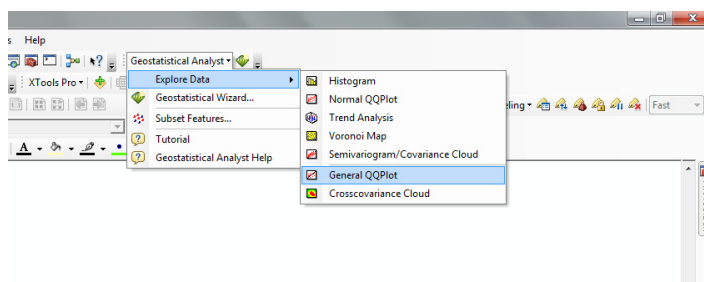 s Help
Geostatistical Analyst
XTools Pro
Explore Data
Geostatistical Wizard...
Subset Features...
Tutorial
Geostatistical Analyst Help
Histogram
Normal QQPlot
Trend Analysis
Voronoi Map
Semivariogram/Covariance Cloud
General QQPlot
Crosscovariance Cloud
ling
Fast
A